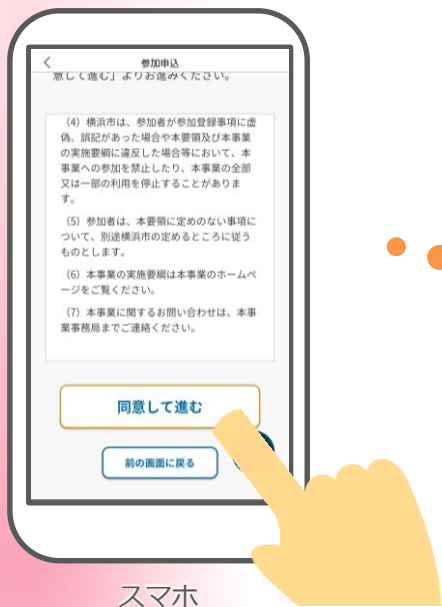 参加申込
意して進む」よりお進みください。
(4) 横浜市は、参加者が参加登録事項に虚
偽、誤記があった場合や本要領及び本事業
の実施要綱に違反した場合等において、本
事業への参加を禁止したり、本事業の全部
又は一部の利用を停止することがありま
す。
(5) 参加者は、本要領に定めのない事項に
ついて、別途横浜市の定めるところに従う
ものとします。
(6) 本事業の実施要綱は本事業のホームペ
ージをご覧ください。
(7) 本事業に関するお問い合わせは、本事
業事務局までご連絡ください。
同意して進む
前の画面に戻る
スマホ